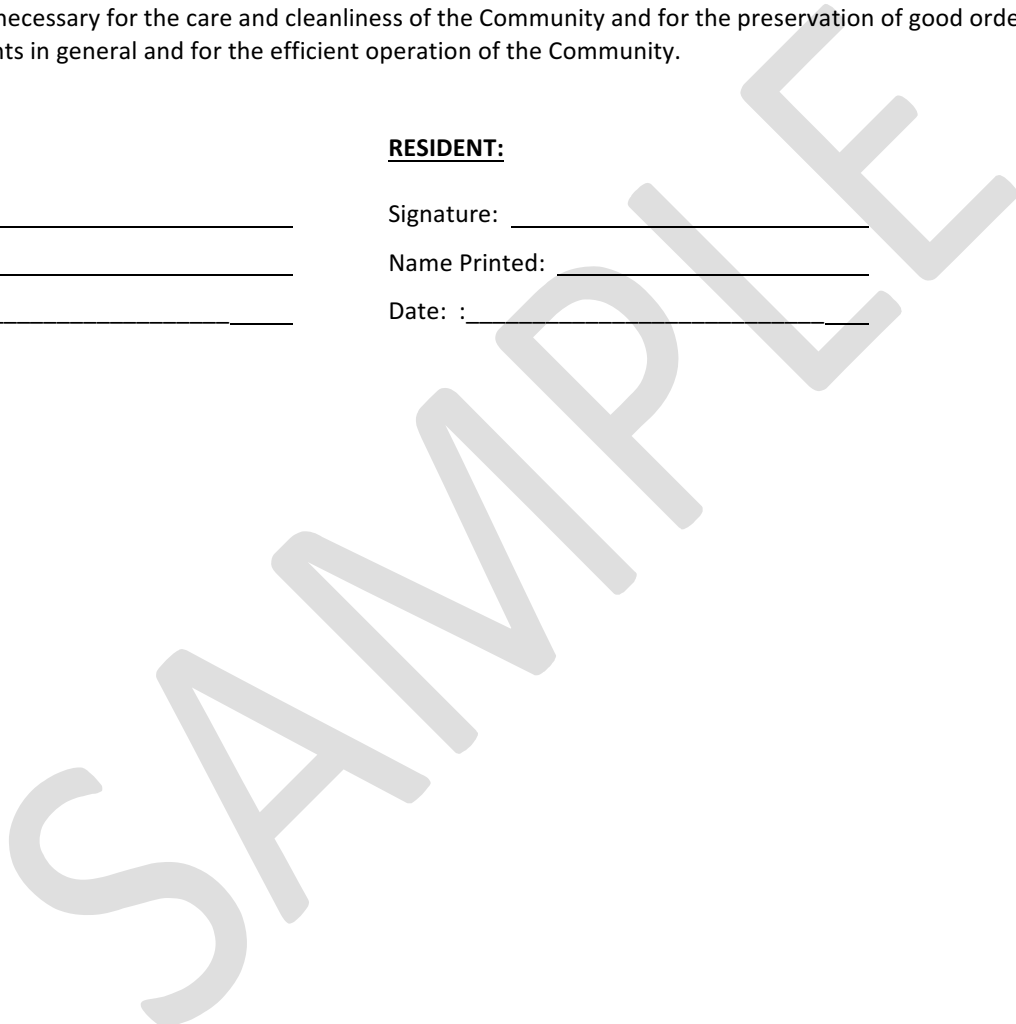 necessary for the care and cleanliness of the Community and for the preservation of good orde
nts in general and for the efficient operation of the Community.
RESIDENT:
Signature:
Name Printed:
Date: :
SAMPLE